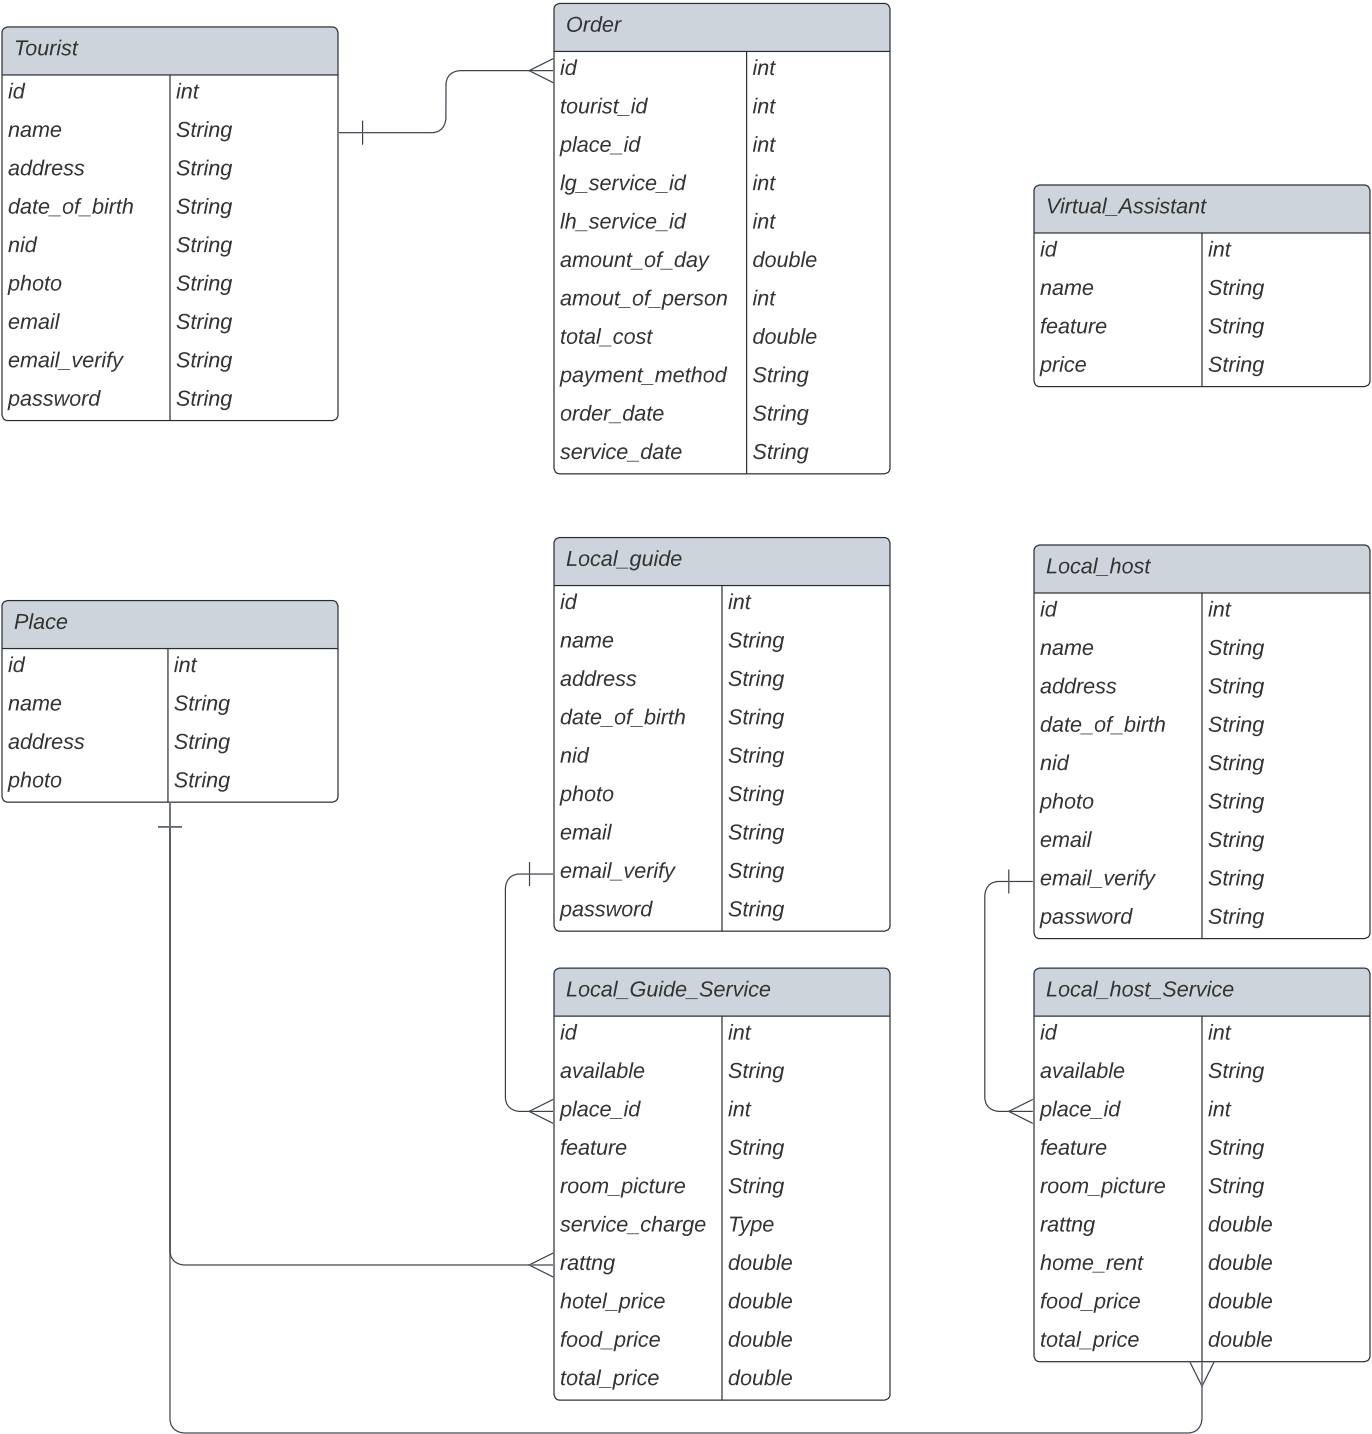 Tourist
id int
name String
address String
date_of_birth String
nid String
photo String
email String
email_verify String
password String
Order
id int
tourist_id int
place_id int
lg_service_id int
lh_service_id int
amount_of_day double
amout_of_person int
total_cost double
payment_method String
order_date String
service_date String
Virtual_Assistant
id int
name String
feature String
price String
Place
id int
name String
address String
photo String
Local_guide
id int
name String
address String
date_of_birth String
nid String
photo String
email String
email_verify String
password String
Local_host
id int
name String
address String
date_of_birth String
nid String
photo String
email String
email_verify String
password String
Local_Guide_Service
id int
available String
place_id int
feature String
room_picture String
service_charge Type
rattng double
hotel_price double
food_price double
total_price double
Local_host_Service
id int
available String
place_id int
feature String
room_picture String
rattng double
home_rent double
food_price double
total_price double